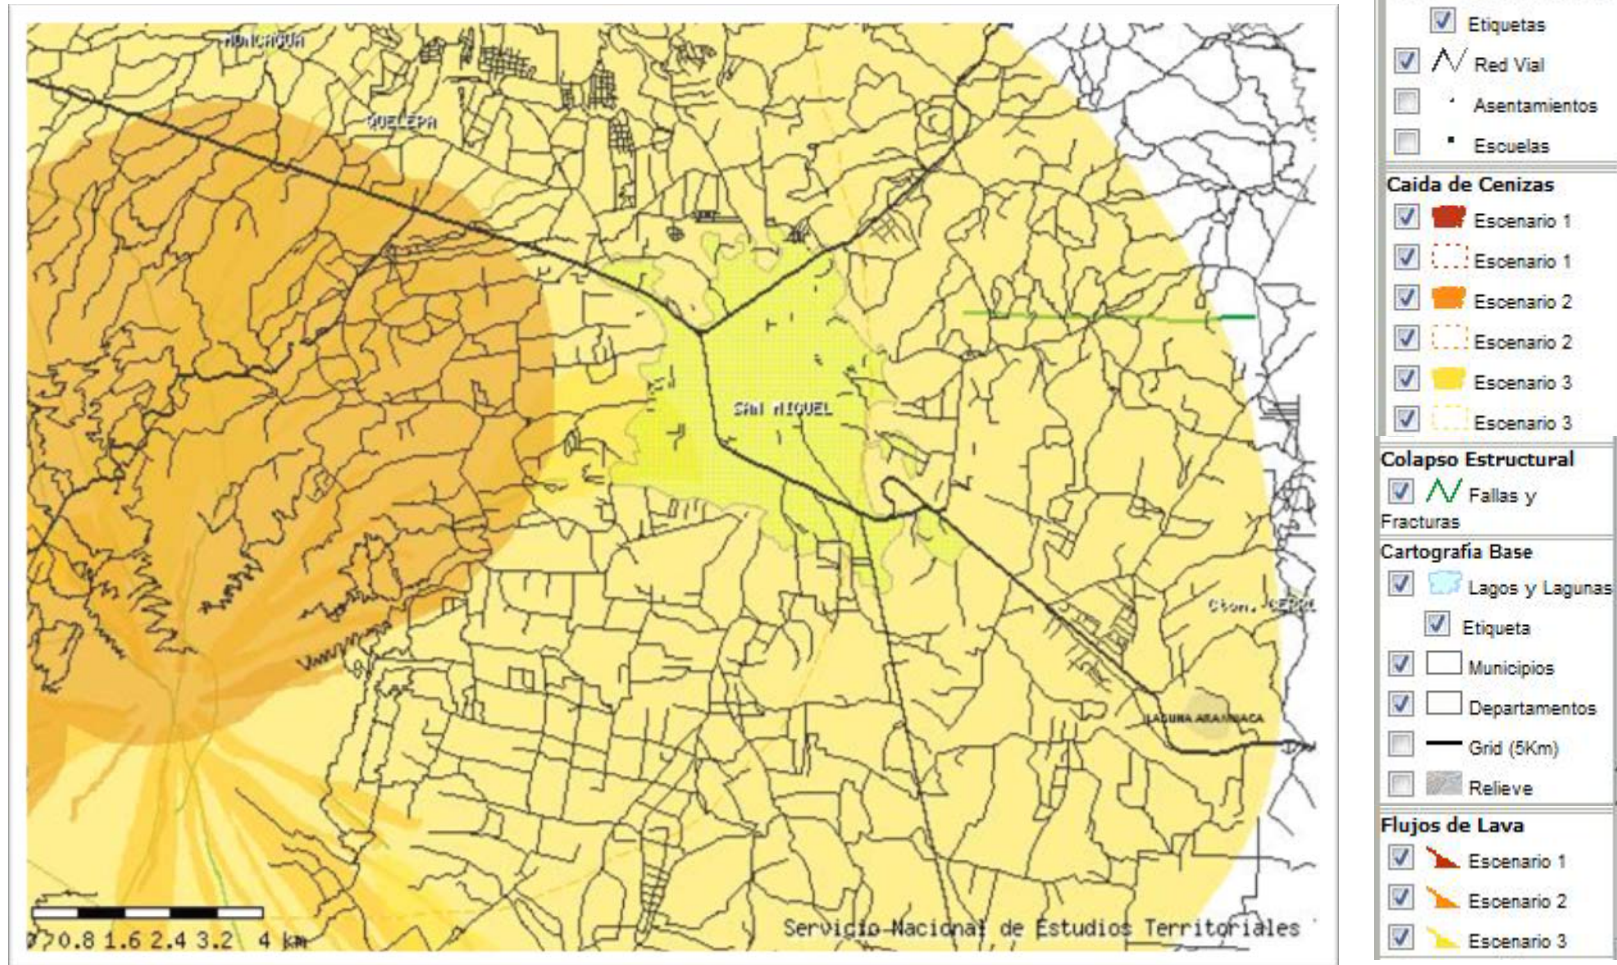 MONCAGUA
QUELEPA
SAN MIGUEL
Cton.
LAGUNA ARAMUACA
0.8 1.6 2.4 3.2 4 km
Servicio Nacional de Estudios Territoriales
Etiquetas
Red Vial
Asentamientos
Escuelas
Caida de Cenizas
Escenario 1
Escenario 1
Escenario 2
Escenario 2
Escenario 3
Escenario 3
Colapso Estructural
Fallas y
Fracturas
Cartografía Base
Lagos y Lagunas
Etiqueta
Municipios
Departamentos
Grid (5Km)
Relieve
Flujos de Lava
Escenario 1
Escenario 2
Escenario 3